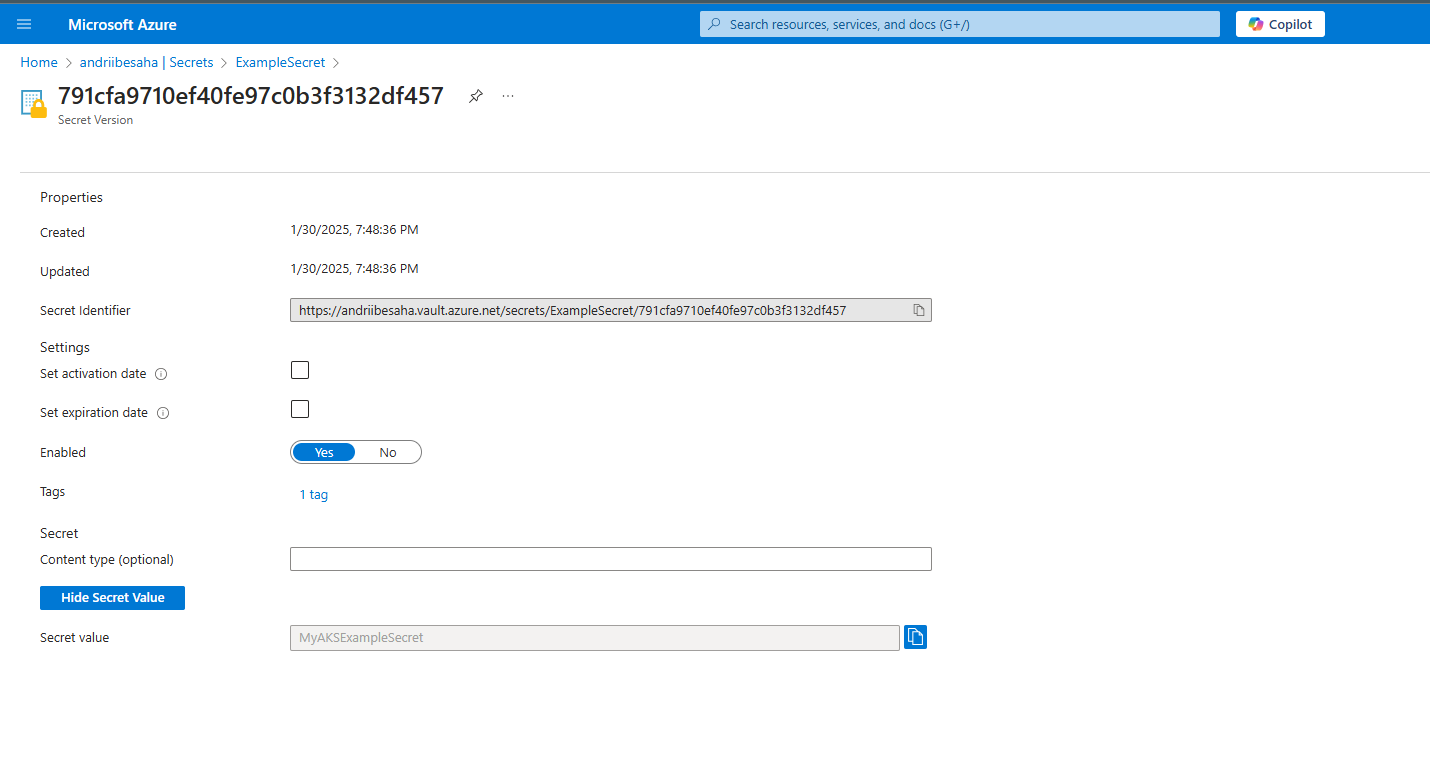 Microsoft Azure
Search resources, services, and docs (G+/)
Copilot
Home > andriibesaha | Secrets > ExampleSecret >
791cfa9710ef40fe97c0b3f3132df457 ...
Secret Version
Properties
Created 1/30/2025, 7:48:36 PM
Updated 1/30/2025, 7:48:36 PM
Secret Identifier https://andriibesaha.vault.azure.net/secrets/ExampleSecret/791cfa9710ef40fe97c0b3f3132df457
Settings
Set activation date
Set expiration date
Enabled Yes No
Tags 1 tag
Secret
Content type (optional)
Hide Secret Value
Secret value MyAKSExampleSecret